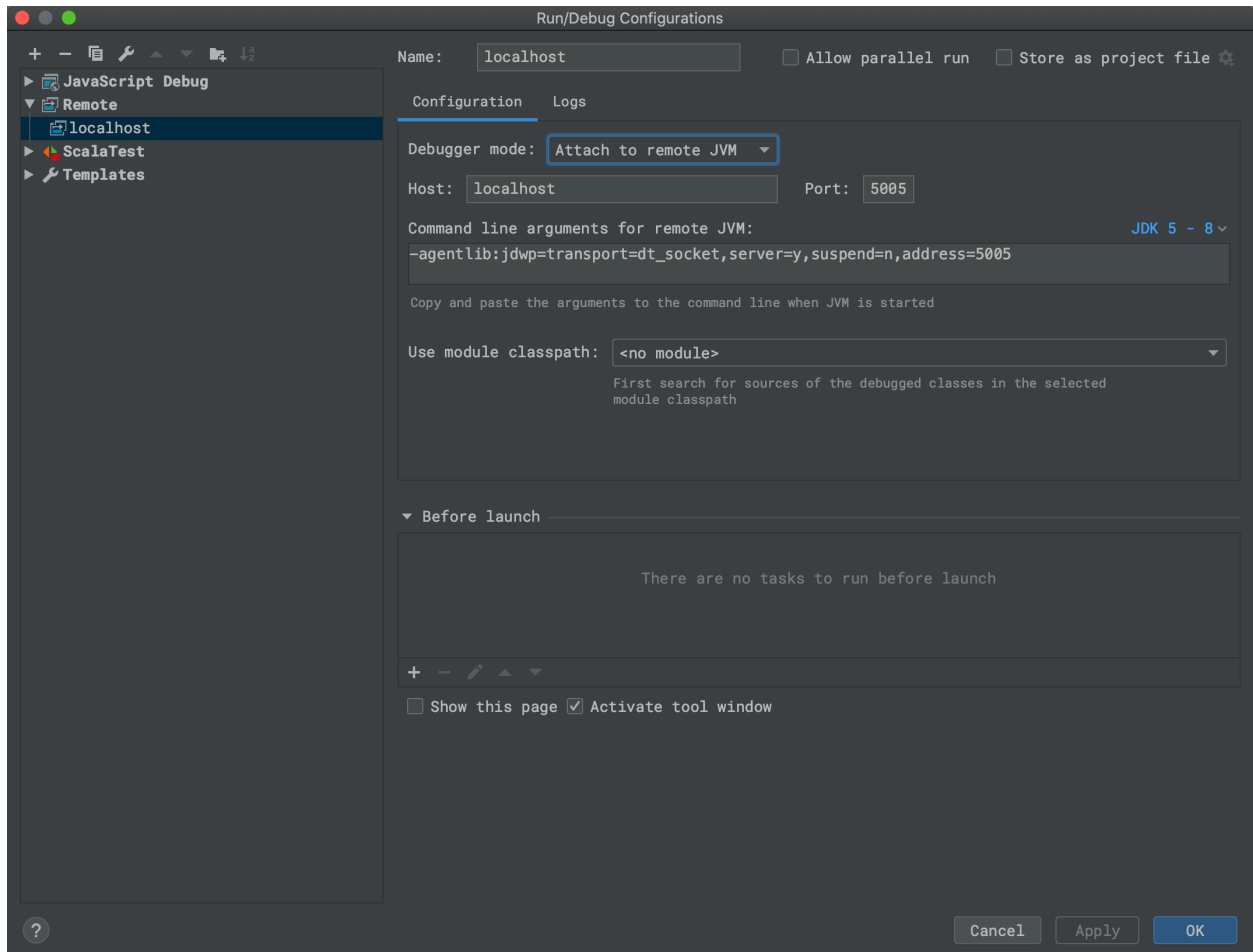 Run/Debug Configurations
Name: localhost Allow parallel run Store as project file
JavaScript Debug
Remote
localhost
ScalaTest
Templates
Configuration Logs
Debugger mode: Attach to remote JVM
Host: localhost Port: 5005
Command line arguments for remote JVM: JDK 5 - 8
-agentlib:jdwp=transport=dt_socket,server=y,suspend=n,address=5005
Copy and paste the arguments to the command line when JVM is started
Use module classpath: <no module>
First search for sources of the debugged classes in the selected
module classpath
Before launch
There are no tasks to run before launch
Show this page Activate tool window
? Cancel Apply OK